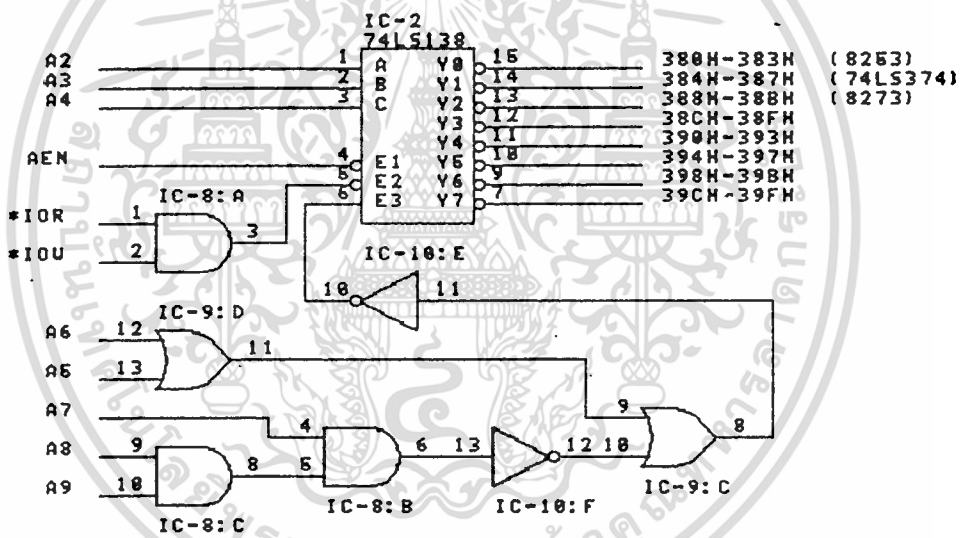 IC-2
74LS138
A2 1 A Y0 15 380H-383H (8253)
A3 2 B Y1 14 384H-387H (74LS374)
A4 3 C Y2 13 388H-38BH (8273)
Y3 12 38CH-38FH
Y4 11 390H-393H
AEN 4 E1 Y5 10 394H-397H
5 E2 Y6 9 398H-39BH
6 E3 Y7 7 39CH-39FH
IC-8:A
*IOR 1
3
*IOW 2
IC-10:E
10 11
IC-9:D
A6 12
11
A5 13
A7 4
9
8
A8 9
8 5
6 13 12 10
A9 10
IC-8:B IC-10:F IC-9:C
IC-8:C